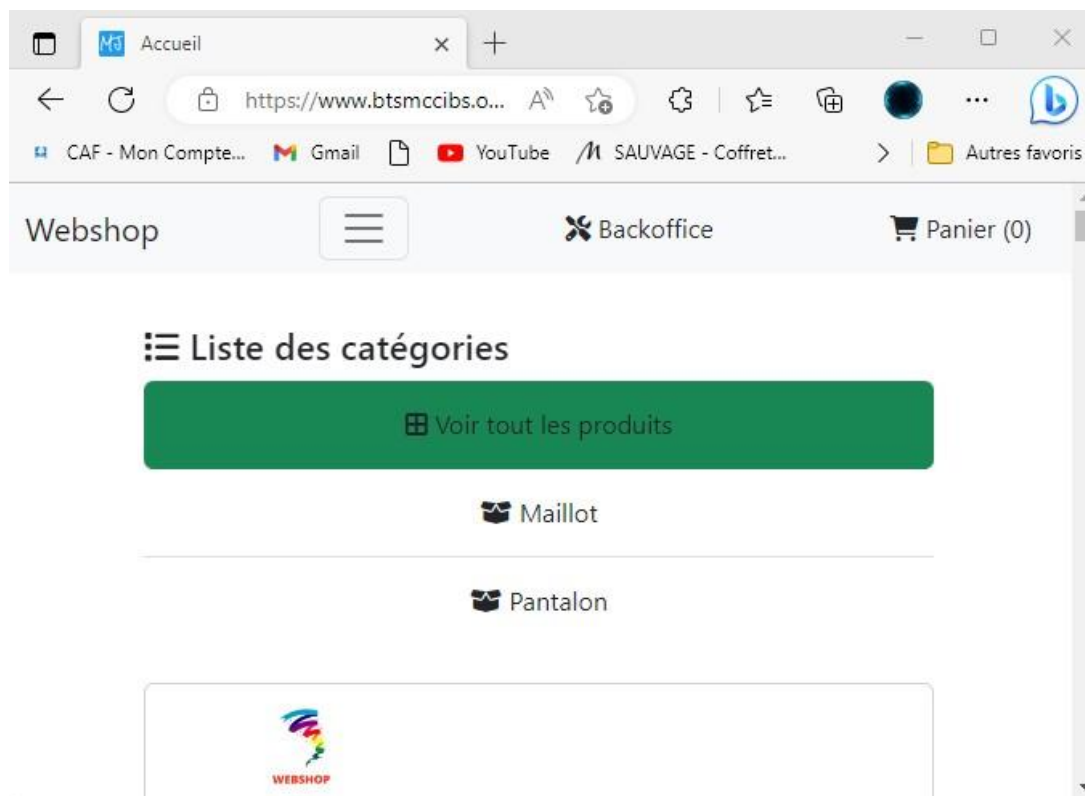 MJ Accueil
https://www.btsmccibs.o... A
CAF - Mon Compte... Gmail YouTube M SAUVAGE - Coffret... Autres favoris
Webshop Backoffice Panier (0)
Liste des catégories
Voir tout les produits
Maillot
Pantalon
WEBSHOP